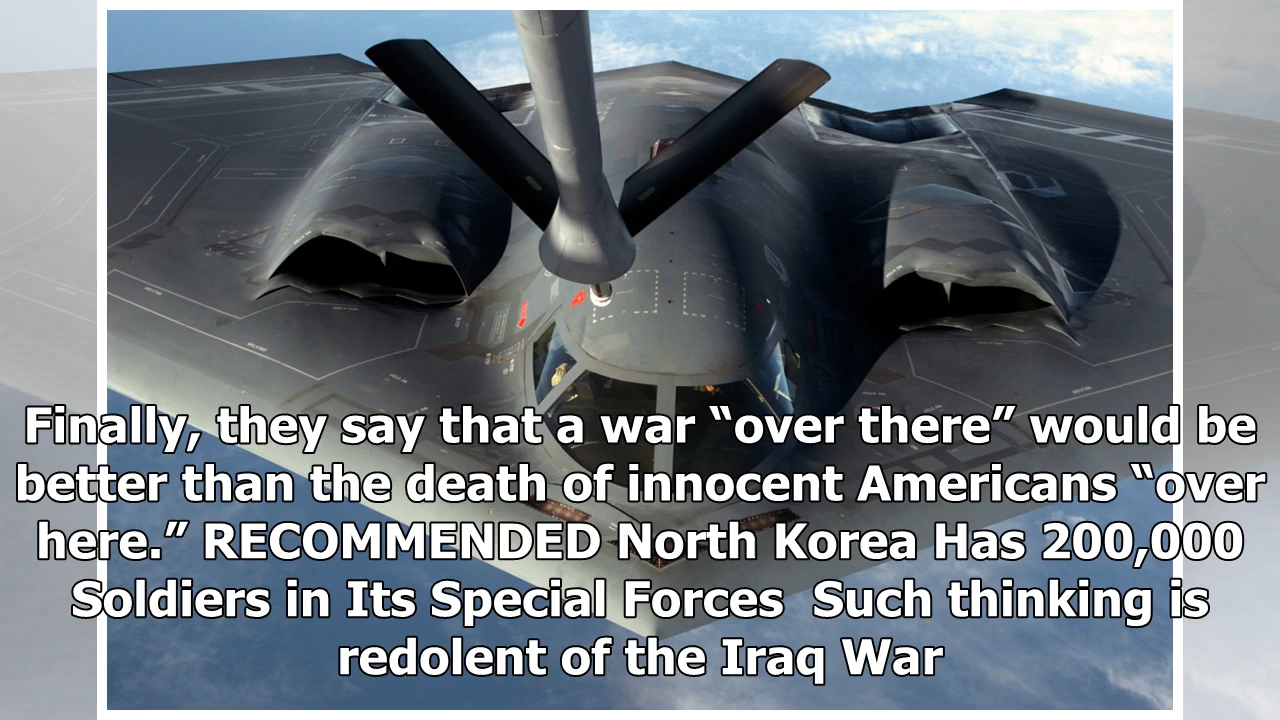 Finally, they say that a war “over there” would be
better than the death of innocent Americans “over
here.” RECOMMENDED North Korea Has 200,000
Soldiers in Its Special Forces  Such thinking is
redolent of the Iraq War